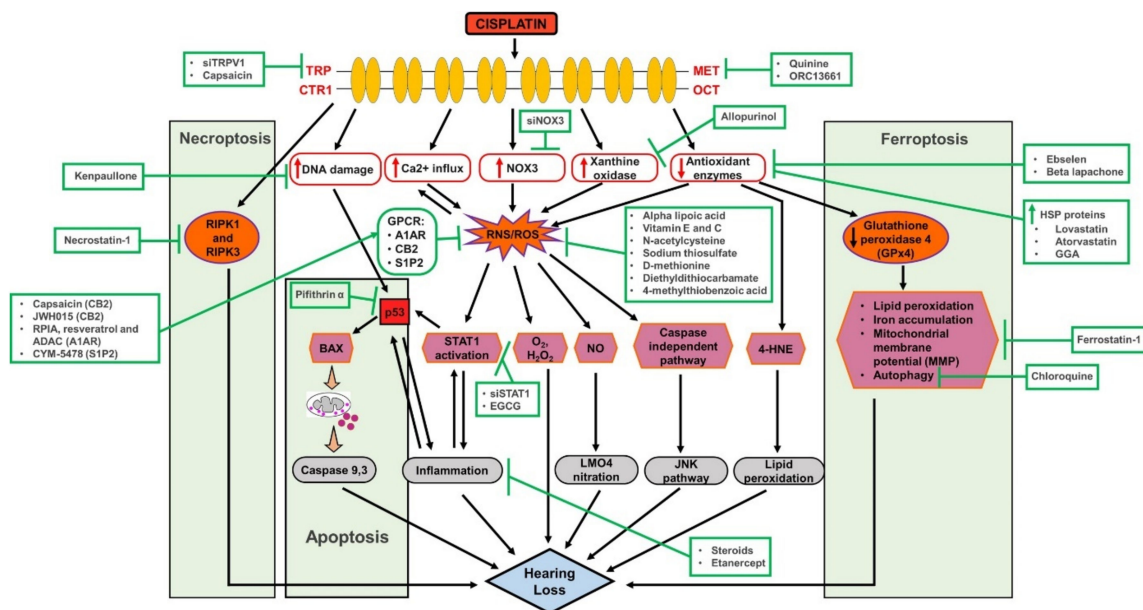 CISPLATIN
• siTRPV1
• Capsaicin
TRP
CTR1
MET
OCT
• Quinine
• ORC13661
Necroptosis
siNOX3
Allopurinol
Ferroptosis
Kenpaullone
DNA damage
Ca2+ influx
NOX3
Xanthine
oxidase
Antioxidant
enzymes
• Ebselen
• Beta lapachone
HSP proteins
• Lovastatin
• Atorvastatin
• GGA
Necrostatin-1
RIPK1
and
RIPK3
GPCR:
• A1AR
• CB2
• S1P2
RNS/ROS
• Alpha lipoic acid
• Vitamin E and C
• N-acetylcysteine
• Sodium thiosulfate
• D-methionine
• Diethyldithiocarbamate
• 4-methylthiobenzoic acid
Glutathione
peroxidase 4
(GPx4)
• Capsaicin (CB2)
• JWH015 (CB2)
• RPIA, resveratrol and
ADAC (A1AR)
• CYM-5478 (S1P2)
Pifithrin α
p53
BAX
STAT1
activation
O2,
H2O2
NO
Caspase
independent
pathway
4-HNE
• Lipid peroxidation
• Iron accumulation
• Mitochondrial
membrane
potential (MMP)
• Autophagy
Ferrostatin-1
Chloroquine
• siSTAT1
• EGCG
Caspase 9,3
Inflammation
LMO4
nitration
JNK
pathway
Lipid
peroxidation
Apoptosis
• Steroids
• Etanercept
Hearing
Loss